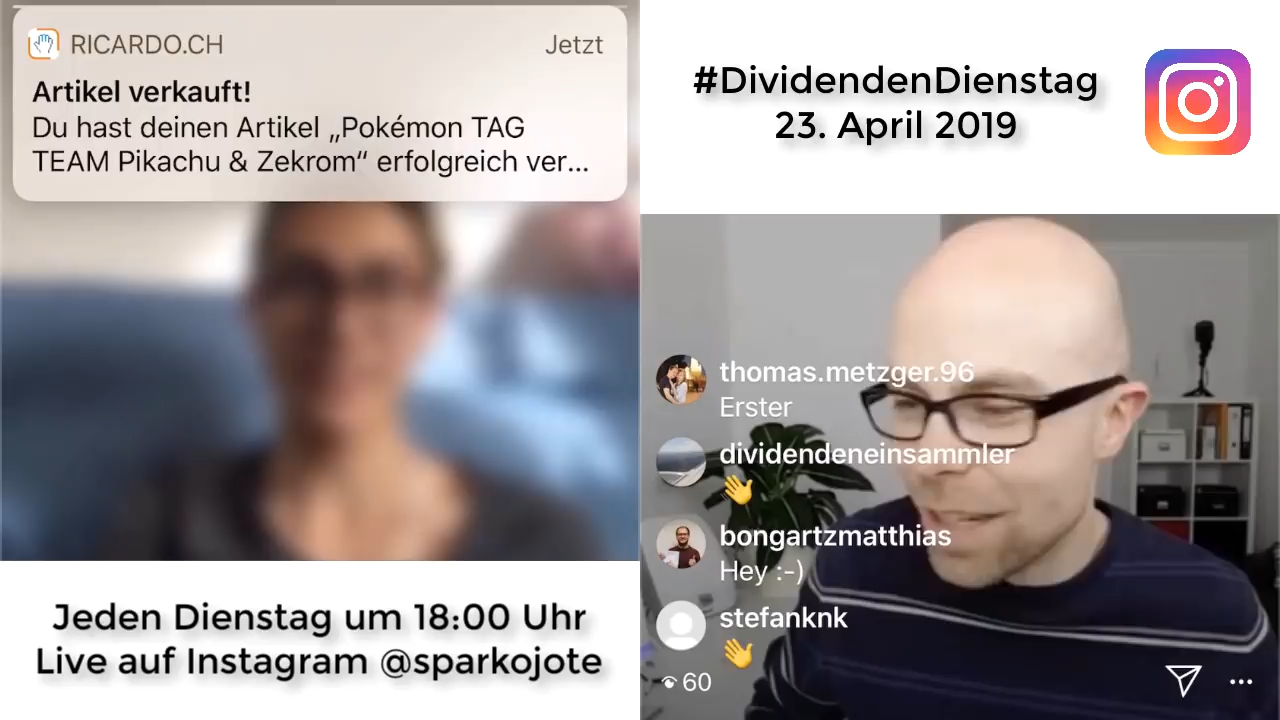 RICARDO.CH
Jetzt
Artikel verkauft!
Du hast deinen Artikel „Pokémon TAG
TEAM Pikachu & Zekrom“ erfolgreich ver...
Jeden Dienstag um 18:00 Uhr
Live auf Instagram @sparkojote
#DividendenDienstag
23. April 2019
thomas.metzger.96
Erster
dividendeneinsammler
👋
bongartzmatthias
Hey :-)
stefanknk
👋
60